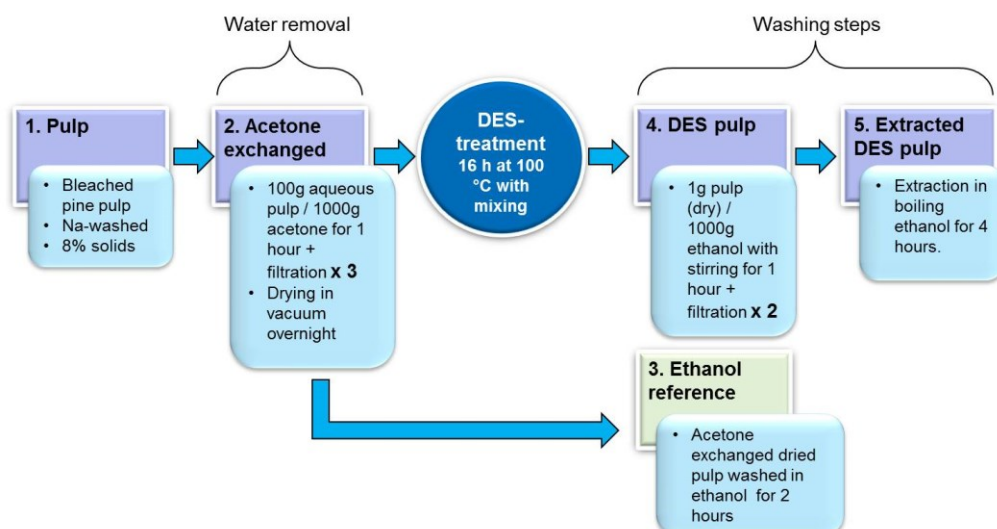 Water removal
Washing steps
1. Pulp
• Bleached
pine pulp
• Na-washed
• 8% solids
2. Acetone
exchanged
• 100g aqueous
pulp / 1000g
acetone for 1
hour +
filtration x 3
• Drying in
vacuum
overnight
DES-
treatment
16 h at 100
°C with
mixing
4. DES pulp
• 1g pulp
(dry) /
1000g
ethanol with
stirring for 1
hour +
filtration x 2
5. Extracted
DES pulp
• Extraction in
boiling
ethanol for 4
hours.
3. Ethanol
reference
• Acetone
exchanged dried
pulp washed in
ethanol for 2
hours